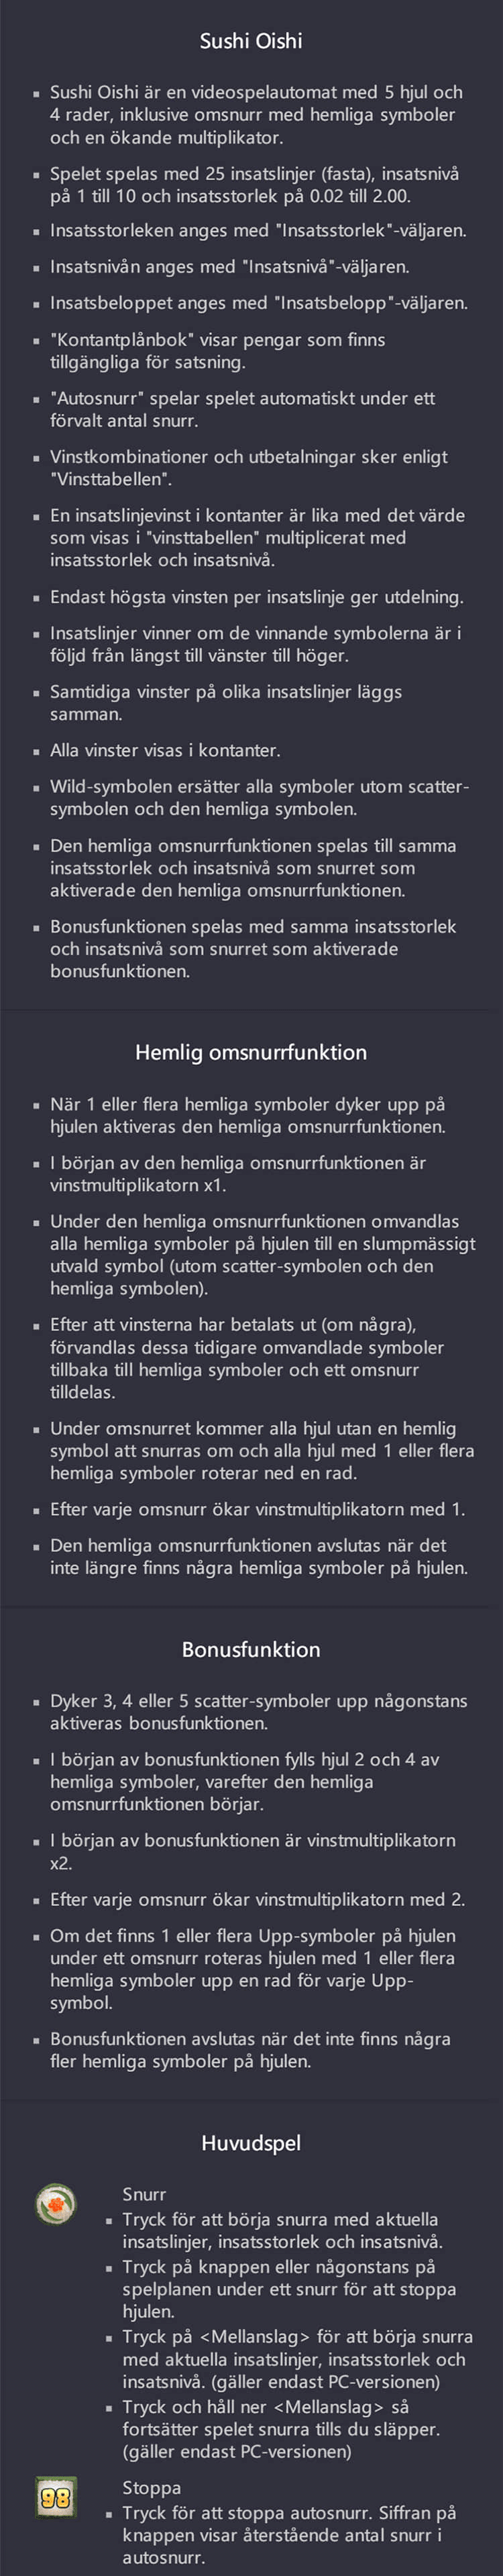 Sushi Oishi
Sushi Oishi är en videospelautomat med 5 hjul och
4 rader, inklusive omsnurr med hemliga symboler
och en ökande multiplikator.
Spelet spelas med 25 insatslinjer (fasta), insatsnivå
på 1 till 10 och insatsstorlek på 0.02 till 2.00.
Insatsstorleken anges med "Insatsstorlek"-väljaren.
Insatsnivån anges med "Insatsnivå"-väljaren.
Insatsbeloppet anges med "Insatsbelopp"-väljaren.
"Kontantplånbok" visar pengar som finns
tillgängliga för satsning.
"Autosnurr" spelar spelet automatiskt under ett
förvalt antal snurr.
Vinstkombinationer och utbetalningar sker enligt
"Vinsttabellen".
En insatslinjevinst i kontanter är lika med det värde
som visas i "vinsttabellen" multiplicerat med
insatsstorlek och insatsnivå.
Endast högsta vinsten per insatslinje ger utdelning.
Insatslinjer vinner om de vinnande symbolerna är i
följd från längst till vänster till höger.
Samtidiga vinster på olika insatslinjer läggs
samman.
Alla vinster visas i kontanter.
Wild-symbolen ersätter alla symboler utom scatter-
symbolen och den hemliga symbolen.
Den hemliga omsnurrfunktionen spelas till samma
insatsstorlek och insatsnivå som snurret som
aktiverade den hemliga omsnurrfunktionen.
Bonusfunktionen spelas med samma insatsstorlek
och insatsnivå som snurret som aktiverade
bonusfunktionen.
Hemlig omsnurrfunktion
När 1 eller flera hemliga symboler dyker upp på
hjulen aktiveras den hemliga omsnurrfunktionen.
I början av den hemliga omsnurrfunktionen är
vinstmultiplikatorn x1.
Under den hemliga omsnurrfunktionen omvandlas
alla hemliga symboler på hjulen till en slumpmässigt
utvald symbol (utom scatter-symbolen och den
hemliga symbolen).
Efter att vinsterna har betalats ut (om några),
förvandlas dessa tidigare omvandlade symboler
tillbaka till hemliga symboler och ett omsnurr
tilldelas.
Under omsnurret kommer alla hjul utan en hemlig
symbol att snurras om och alla hjul med 1 eller flera
hemliga symboler roterar ned en rad.
Efter varje omsnurr ökar vinstmultiplikatorn med 1.
Den hemliga omsnurrfunktionen avslutas när det
inte längre finns några hemliga symboler på hjulen.
Bonusfunktion
Dyker 3, 4 eller 5 scatter-symboler upp någonstans
aktiveras bonusfunktionen.
I början av bonusfunktionen fylls hjul 2 och 4 av
hemliga symboler, varefter den hemliga
omsnurrfunktionen börjar.
I början av bonusfunktionen är vinstmultiplikatorn
x2.
Efter varje omsnurr ökar vinstmultiplikatorn med 2.
Om det finns 1 eller flera Upp-symboler på hjulen
under ett omsnurr roteras hjulen med 1 eller flera
hemliga symboler upp en rad för varje Upp-
symbol.
Bonusfunktionen avslutas när det inte finns några
fler hemliga symboler på hjulen.
Huvudspel
Snurr
Tryck för att börja snurra med aktuella
insatslinjer, insatsstorlek och insatsnivå.
Tryck på knappen eller någonstans på
spelplanen under ett snurr för att stoppa
hjulen.
Tryck på <Mellanslag> för att börja snurra
med aktuella insatslinjer, insatsstorlek och
insatsnivå. (gäller endast PC-versionen)
Tryck och håll ner <Mellanslag> så
fortsätter spelet snurra tills du släpper.
(gäller endast PC-versionen)
98
Stoppa
Tryck för att stoppa autosnurr. Siffran på
knappen visar återstående antal snurr i
autosnurr.